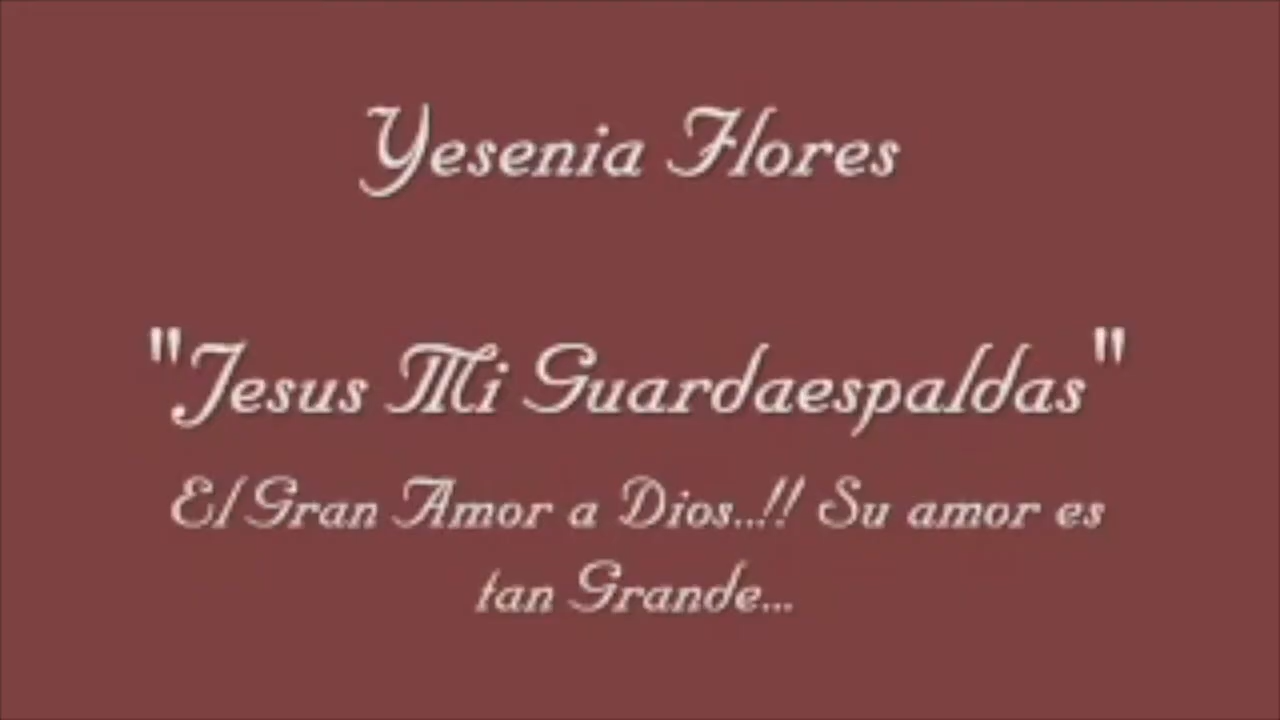 Yesenia Flores
"Jesus Mi Guardaespaldas"
El Gran Amor a Dios...!! Su amor es
tan Grande...